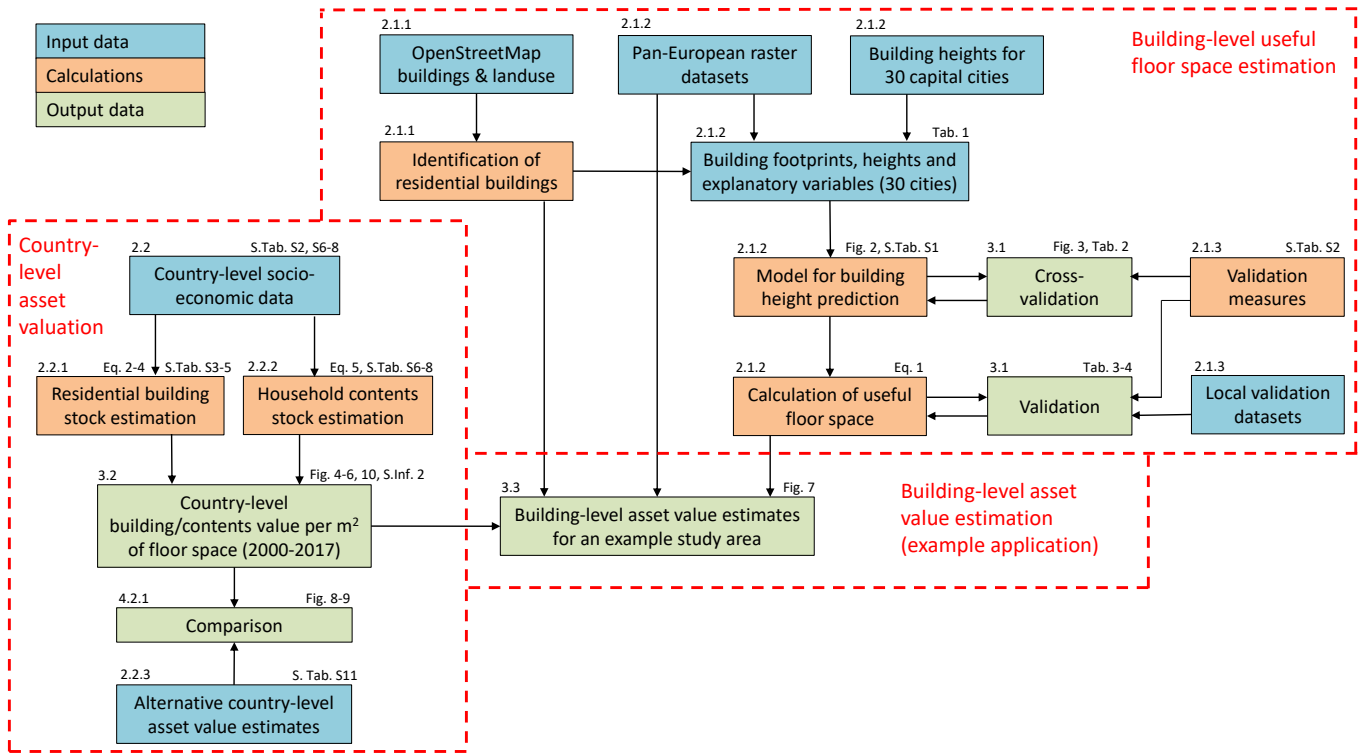 Input data
Calculations
Output data
2.1.1
OpenStreetMap
buildings & landuse
2.1.2
Pan-European raster
datasets
2.1.2
Building heights for
30 capital cities
Building-level useful
floor space estimation
2.1.1
Identification of
residential buildings
2.1.2
Tab. 1
Building footprints, heights and
explanatory variables (30 cities)
Country-
level
asset
valuation
2.2
S.Tab. S2, S6-8
Country-level socio-
economic data
2.1.2
Fig. 2, S.Tab. S1
Model for building
height prediction
3.1
Fig. 3, Tab. 2
Cross-
validation
2.1.3
S.Tab. S2
Validation
measures
2.2.1
Eq. 2-4
S.Tab. S3-5
Residential building
stock estimation
2.2.2
Eq. 5, S.Tab. S6-8
Household contents
stock estimation
2.1.2
Eq. 1
Calculation of useful
floor space
3.1
Tab. 3-4
Validation
2.1.3
Local validation
datasets
3.2
Fig. 4-6, 10, S.Inf. 2
Country-level
building/contents value per m²
of floor space (2000-2017)
3.3
Fig. 7
Building-level asset value estimates
for an example study area
Building-level asset
value estimation
(example application)
4.2.1
Fig. 8-9
Comparison
2.2.3
S. Tab. S11
Alternative country-level
asset value estimates